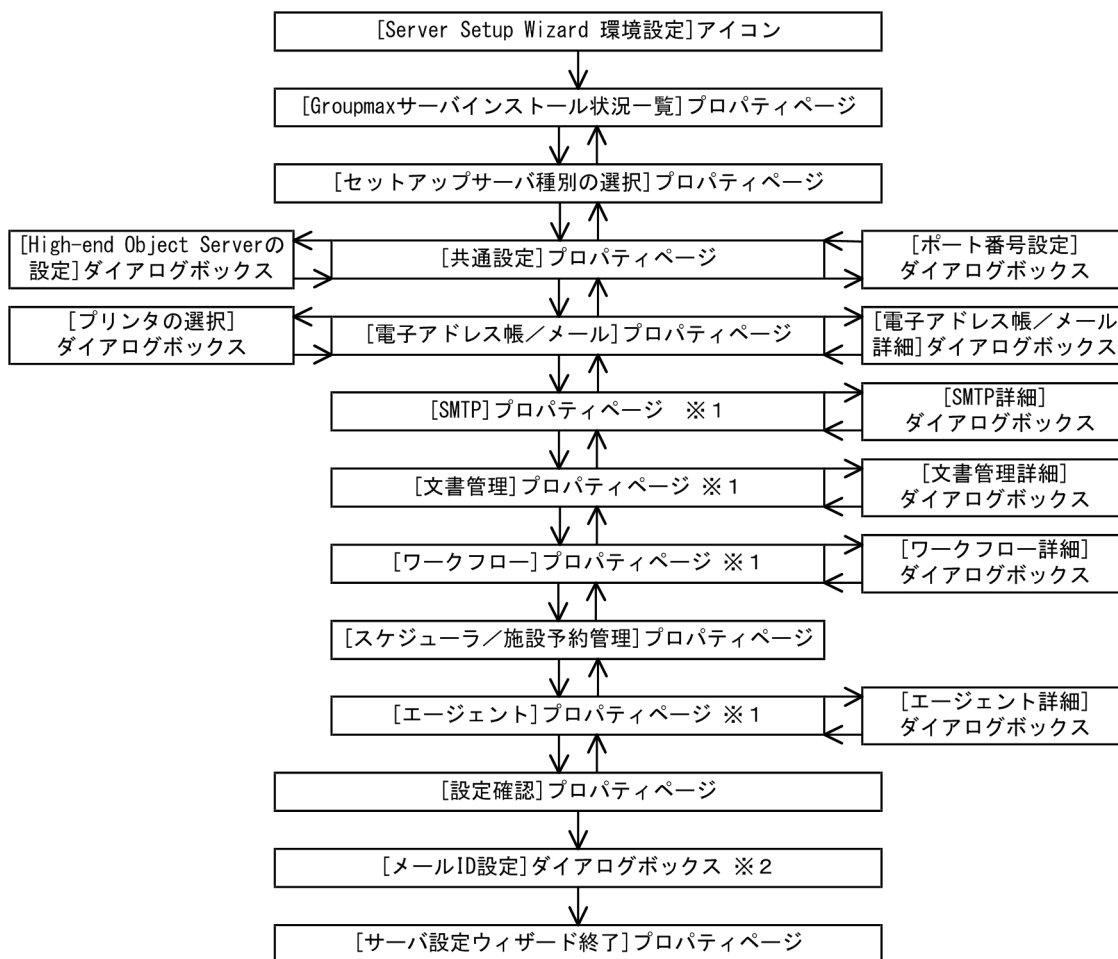 [Server Setup Wizard 環境設定]アイコン
[Groupmaxサーバインストール状況一覧]プロパティページ
[セットアップサーバ種別の選択]プロパティページ
[High-end Object Serverの
設定]ダイアログボックス
[共通設定]プロパティページ
[ポート番号設定]
ダイアログボックス
[プリンタの選択]
ダイアログボックス
[電子アドレス帳／メール]プロパティページ
[電子アドレス帳／メール
詳細]ダイアログボックス
[SMTP]プロパティページ　※１
[SMTP詳細]
ダイアログボックス
[文書管理]プロパティページ ※１
[文書管理詳細]
ダイアログボックス
[ワークフロー]プロパティページ ※１
[ワークフロー詳細]
ダイアログボックス
[スケジューラ／施設予約管理]プロパティページ
[エージェント]プロパティページ ※１
[エージェント詳細]
ダイアログボックス
[設定確認]プロパティページ
[メールID設定]ダイアログボックス ※２
[サーバ設定ウィザード終了]プロパティページ